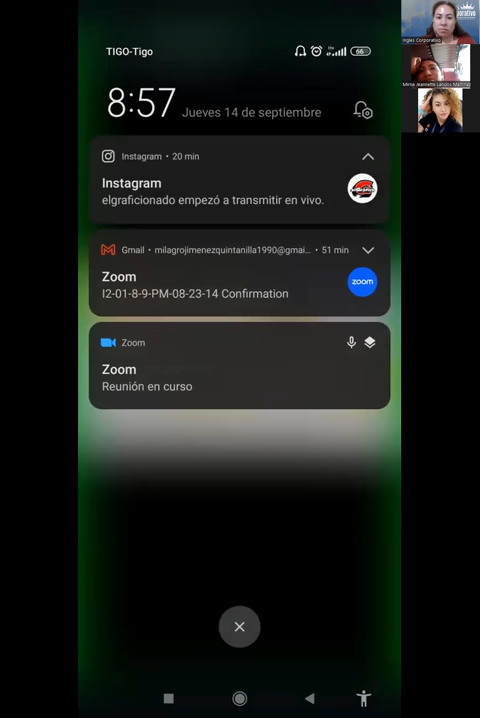 TIGO-Tigo
56
8:57 Jueves 14 de septiembre
Instagram • 20 min
Instagram
elgraficionado empezó a transmitir en vivo.
Gmail • milagrojimenezquintanilla1990@gmai... • 51 min
Zoom
I2-01-8-9-PM-08-23-14 Confirmation
zoom
Zoom
Zoom
Reunión en curso
porativo
Ingles Corporativo